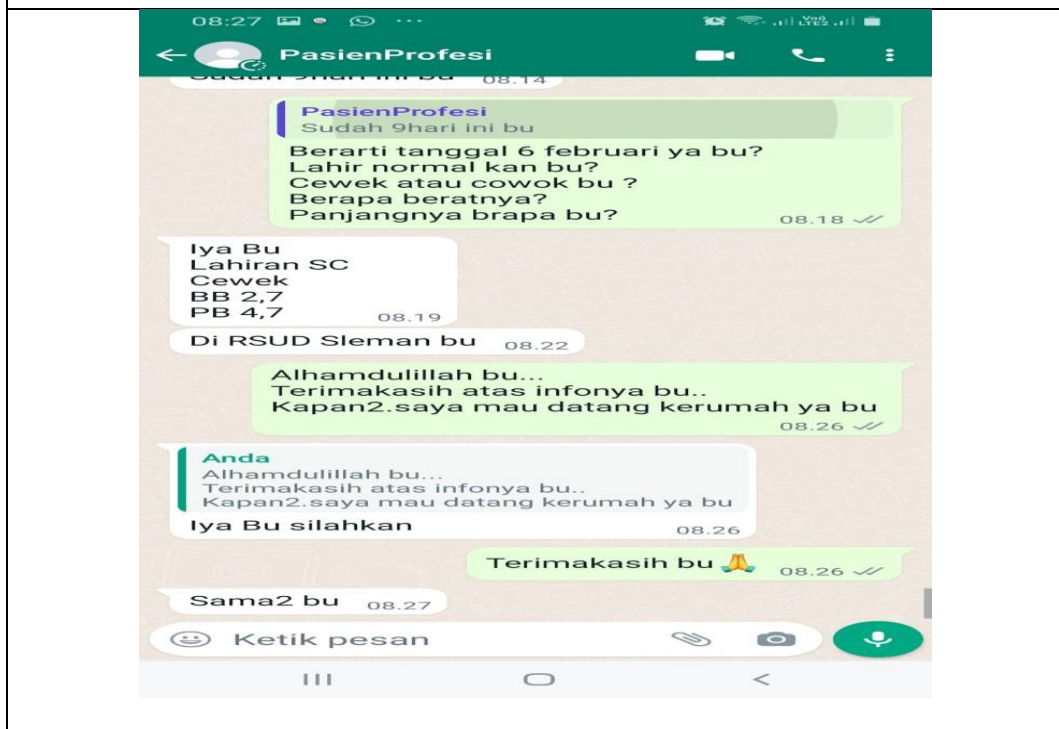 08:27
PasienProfesi
Sudah 9hari ini bu 08.14
PasienProfesi
Sudah 9hari ini bu
Berarti tanggal 6 februari ya bu?
Lahir normal kan bu?
Cewek atau cowok bu ?
Berapa beratnya?
Panjangnya brapa bu?
08.18
Iya Bu
Lahiran SC
Cewek
BB 2,7
PB 4,7
08.19
Di RSUD Sleman bu 08.22
Alhamdulillah bu...
Terimakasih atas infonya bu..
Kapan2.saya mau datang kerumah ya bu
08.26
Anda
Alhamdulillah bu...
Terimakasih atas infonya bu..
Kapan2.saya mau datang kerumah ya bu
Iya Bu silahkan 08.26
Terimakasih bu 🙏 08.26
Sama2 bu 08.27
Ketik pesan